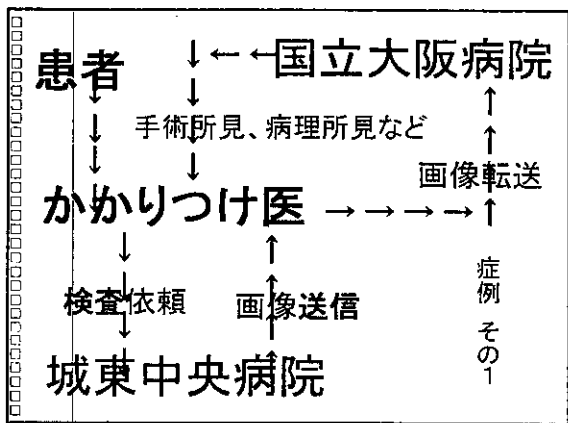 患者
国立大阪病院
手術所見、病理所見など
画像転送
かかりつけ医
検査依頼
画像送信
症例 その1
城東中央病院